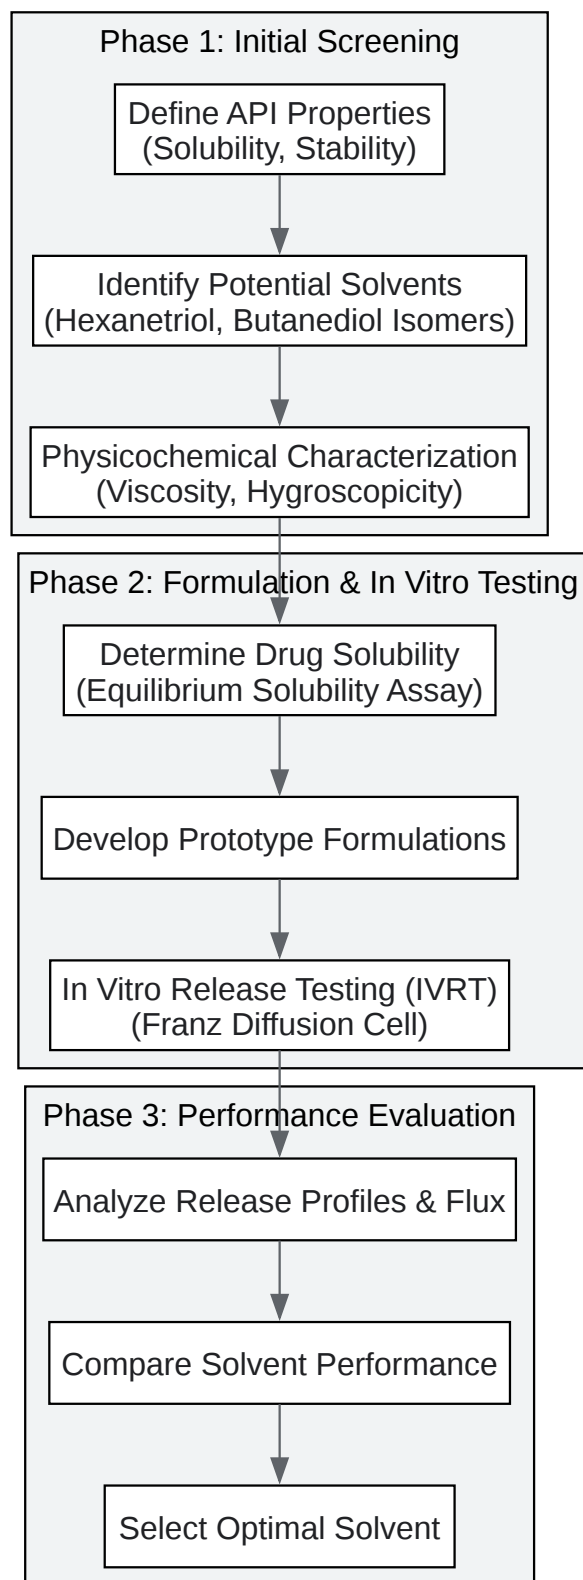 Phase 1: Initial Screening
Define API Properties
(Solubility, Stability)
Identify Potential Solvents
(Hexanetriol, Butanediol Isomers)
Physicochemical Characterization
(Viscosity, Hygroscopicity)
Phase 2: Formulation & In Vitro Testing
Determine Drug Solubility
(Equilibrium Solubility Assay)
Develop Prototype Formulations
In Vitro Release Testing (IVRT)
(Franz Diffusion Cell)
Phase 3: Performance Evaluation
Analyze Release Profiles & Flux
Compare Solvent Performance
Select Optimal Solvent